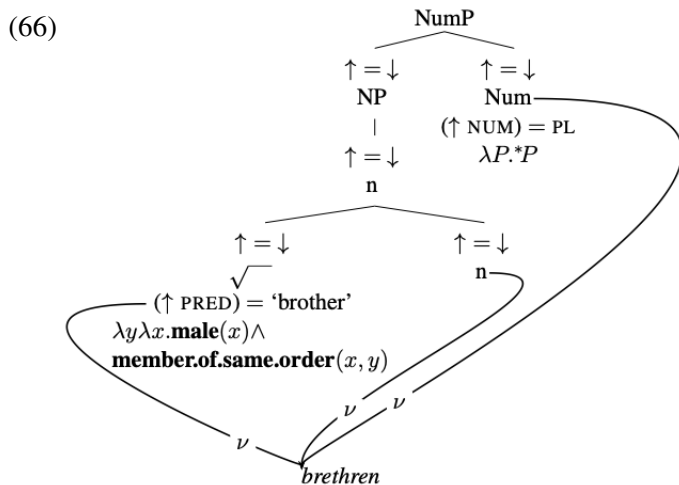 (66)
NumP
↑ = ↓ ↑ = ↓
NP Num
(↑ NUM) = PL
λP.*P
↑ = ↓
n
↑ = ↓ ↑ = ↓
√ n
(↑ PRED) = ‘brother’
λyλx.male(x)∧
member.of.same.order(x, y)
ν ν ν
brethren